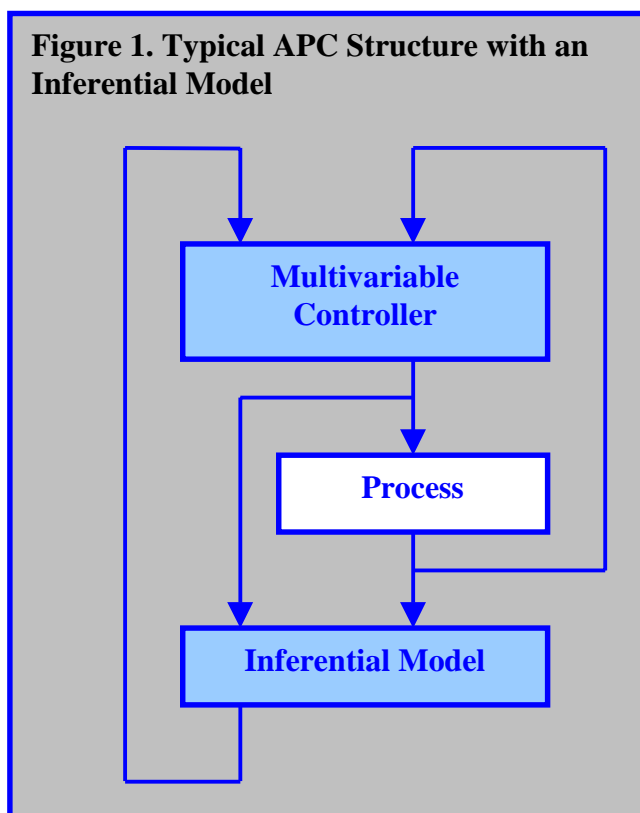 Figure 1. Typical APC Structure with an
Inferential Model
Multivariable
Controller
Process
Inferential Model